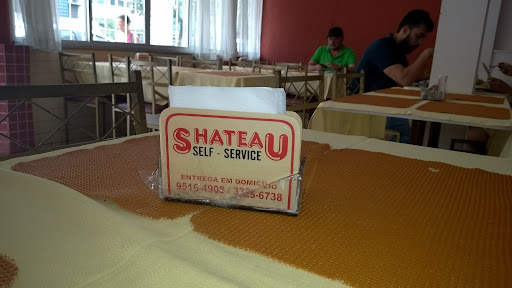 SHATEAU
SELF - SERVICE
ENTREGA EM DOMICÍLIO
9515-4903 / 3225-6738